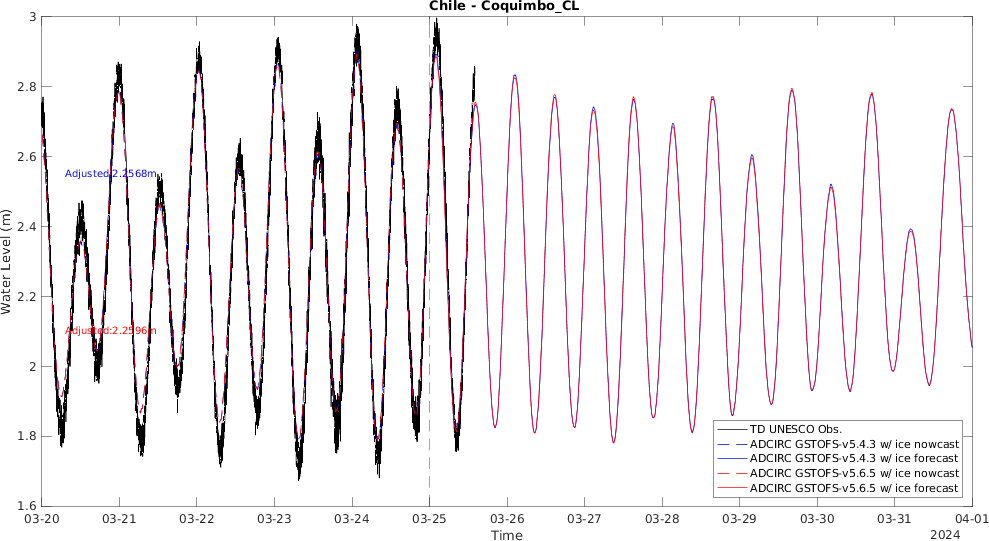 Chile - Coquimbo_CL
3
2.8
2.6
2.4
2.2
2
1.8
1.6
Water Level (m)
Adjusted:2.2568m
Adjusted:2.2596m
TD UNESCO Obs.
ADCIRC GSTOFS-v5.4.3 w/ ice nowcast
ADCIRC GSTOFS-v5.4.3 w/ ice forecast
ADCIRC GSTOFS-v5.6.5 w/ ice nowcast
ADCIRC GSTOFS-v5.6.5 w/ ice forecast
03-20 03-21 03-22 03-23 03-24 03-25 03-26 03-27 03-28 03-29 03-30 03-31 04-01
Time
2024